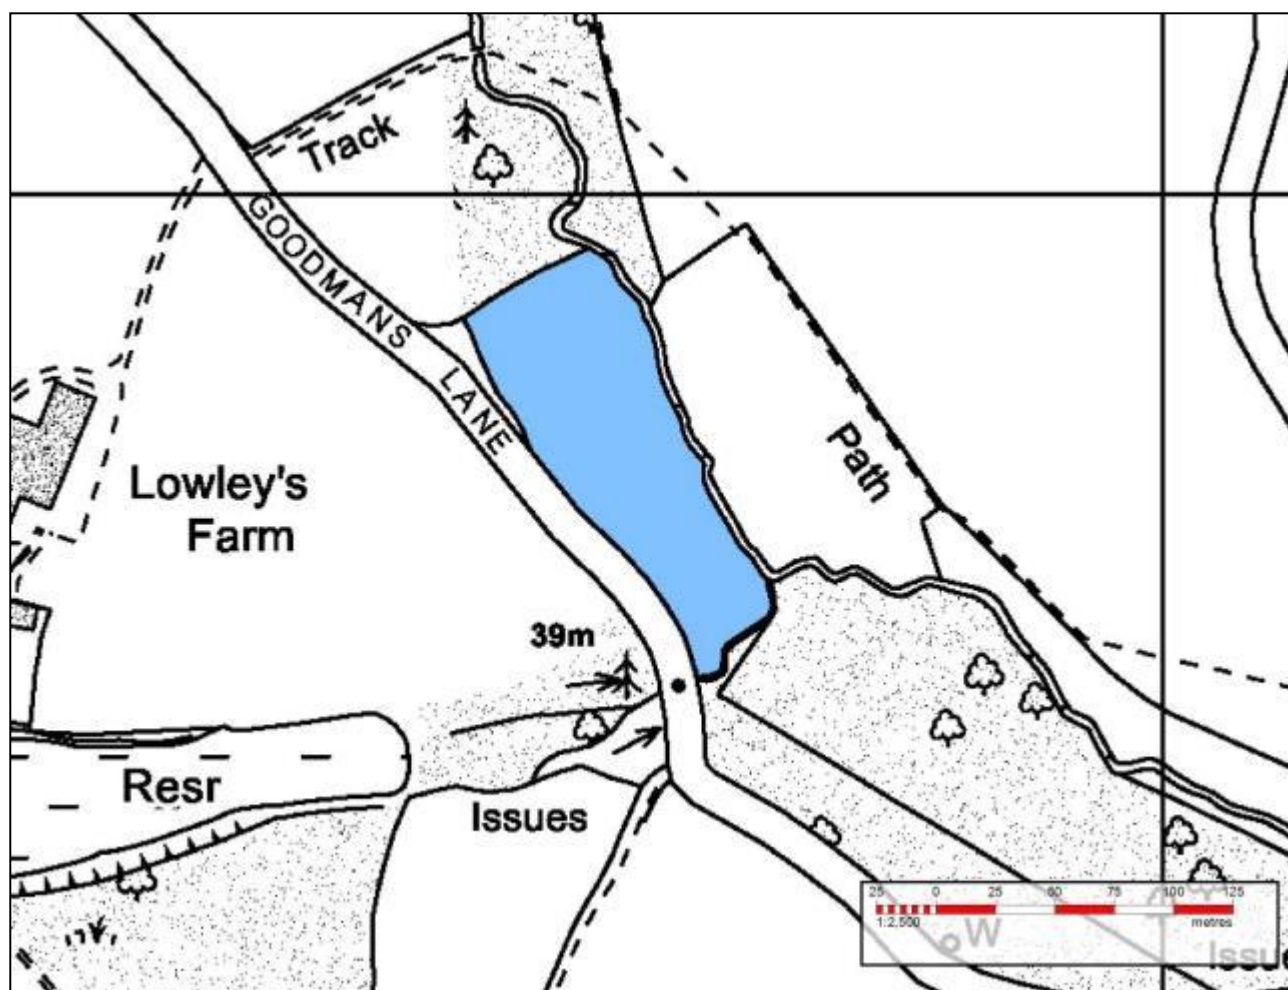 Track
GOODMANS
LANE
Path
Lowley's
Farm
39m
Resr
Issues
25 0 25 50 75 100 125
1:2,500 metres
W
Issu